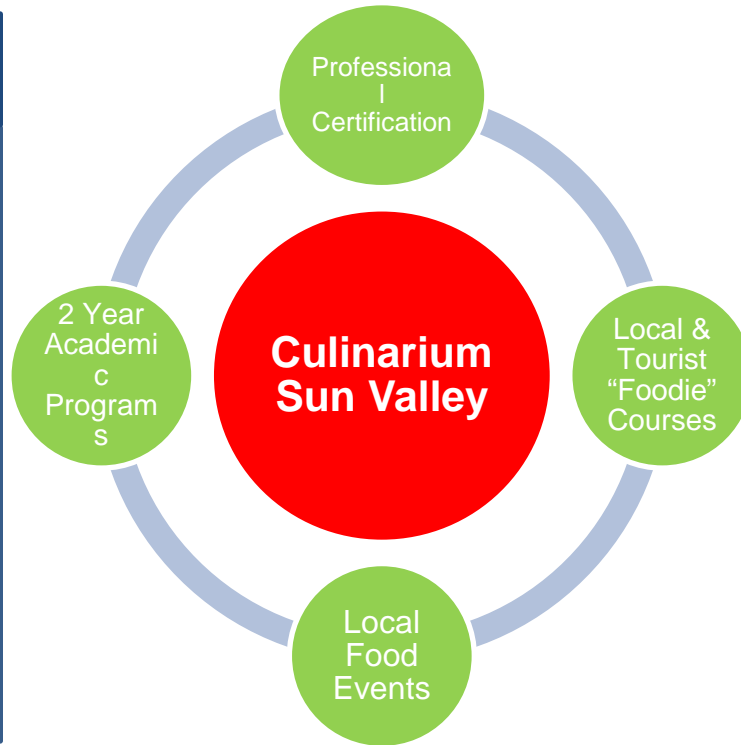 Professiona
l
Certification
2 Year
Academi
c
Program
s
Culinarium
Sun Valley
Local &
Tourist
“Foodie”
Courses
Local
Food
Events